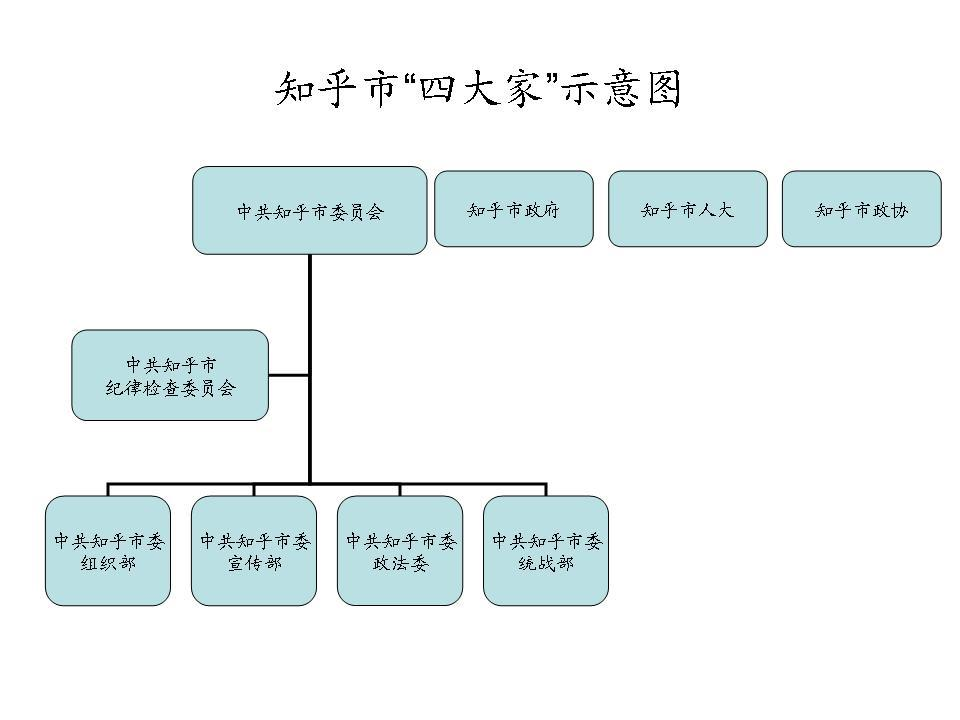 知乎市“四大家”示意图
中共知乎市委员会
知乎市政府
知乎市人大
知乎市政协
中共知乎市
纪律检查委员会
中共知乎市委
组织部
中共知乎市委
宣传部
中共知乎市委
政法委
中共知乎市委
统战部